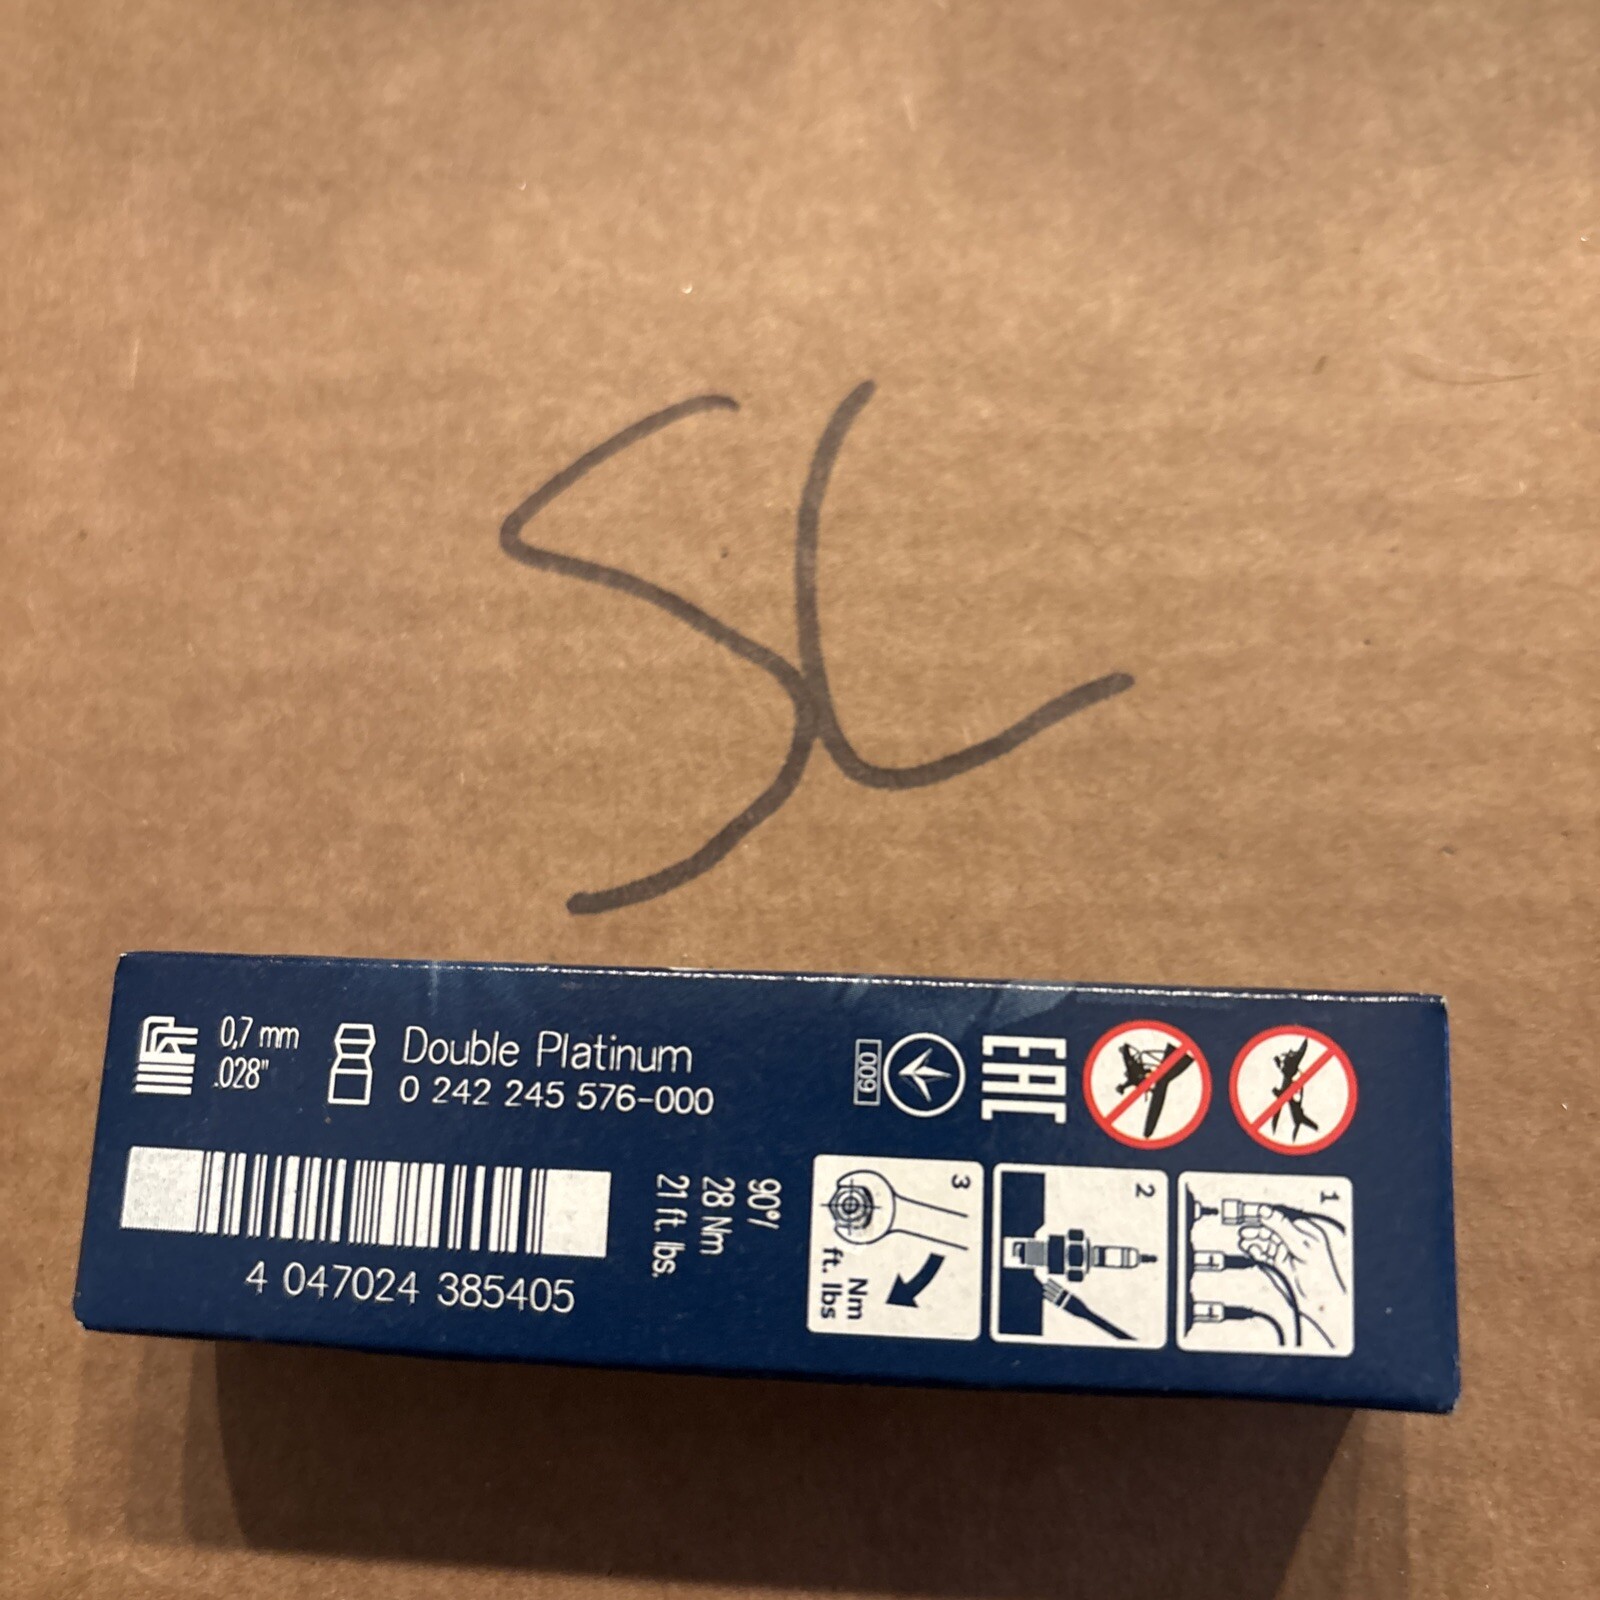 SL
0,7 mm
.028"
Double Platinum
0 242 245 576-000
009
EAC
4 047024 385405
90°/
28 Nm
21 ft. lbs.
3
Nm
ft. lbs
2
1